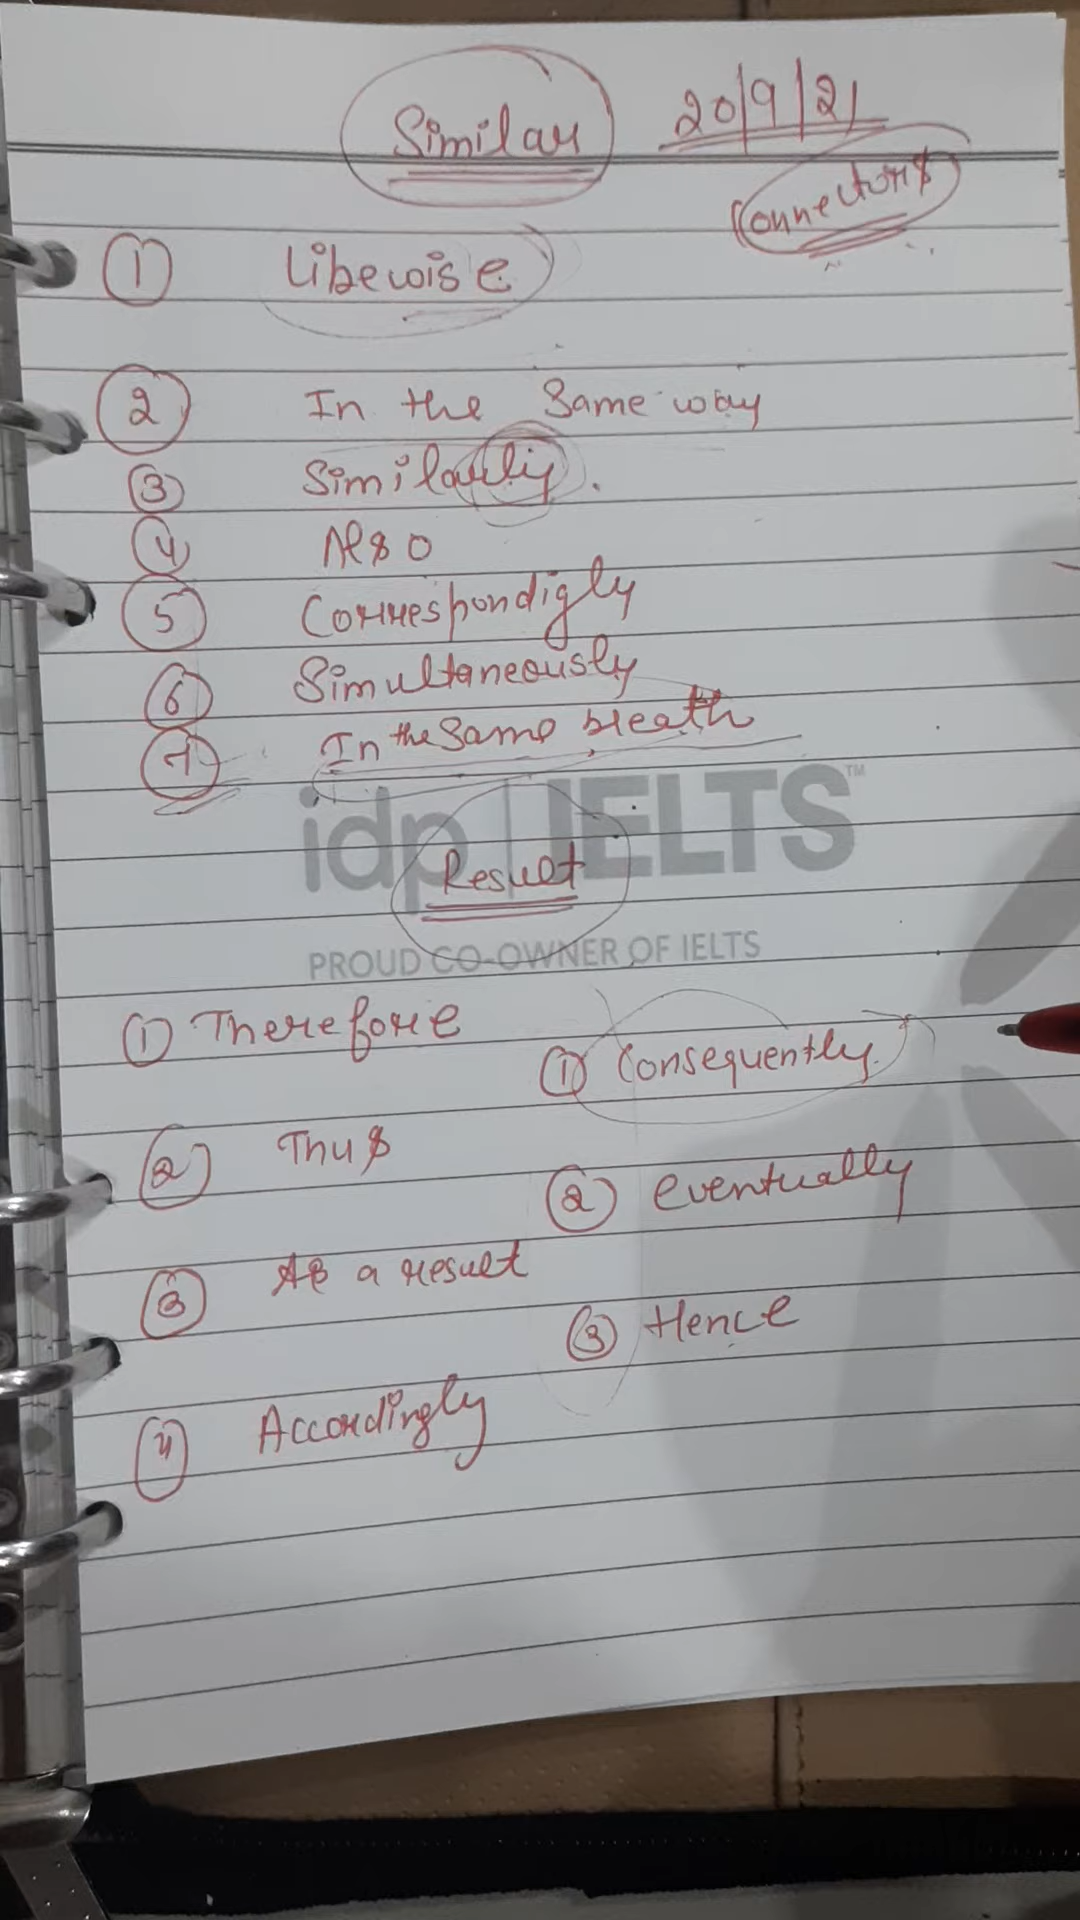 Similar 20/9/21
Connectors
1 Likewise
2 In the Same way
3 Similarly.
4 Also
5 Correspondigly
6 Simultaneously
7 In the Same breath
idp IELTS™
Result
PROUD CO-OWNER OF IELTS
1 Therefore
1 Consequently
2 Thus
2 eventually
3 As a result
3 Hence
4 Accordingly